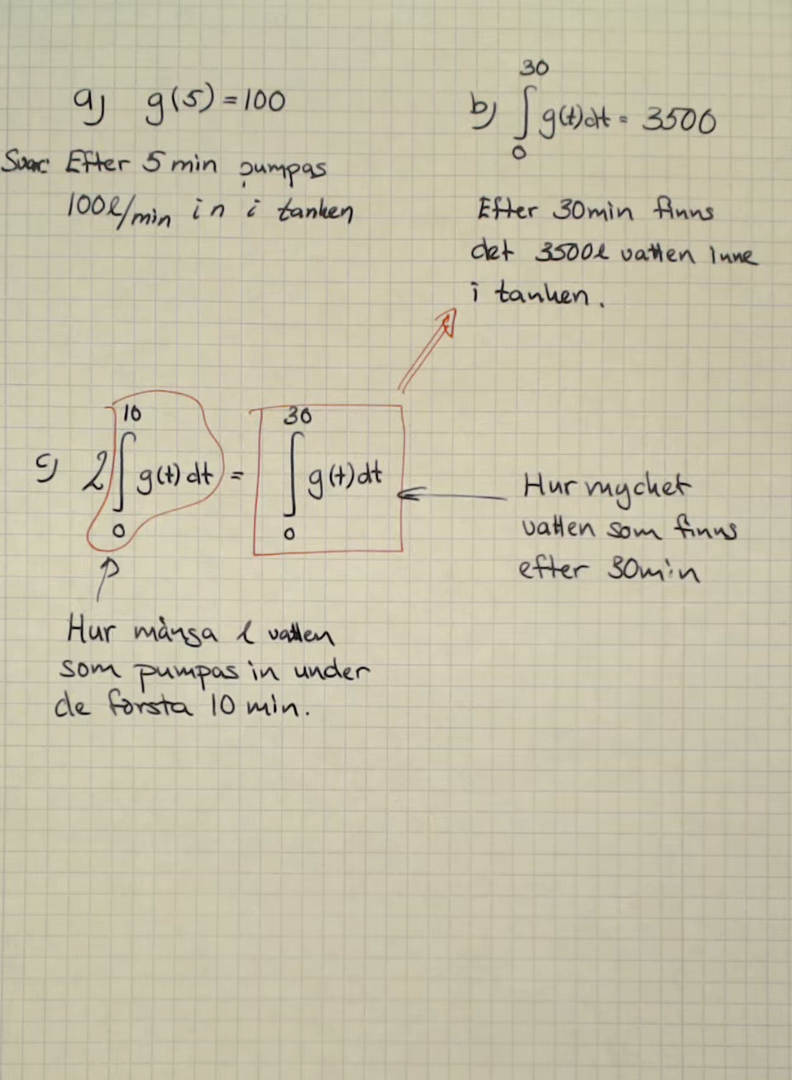 a) g(5) = 100
Svar: Efter 5 min pumpas
100l/min in i tanken
b) ∫₀³⁰ g(t)dt = 3500
Efter 30min finns
det 3500l vatten inne
i tanken.
c) 2∫₀¹⁰ g(t) dt = ∫₀³⁰ g(t)dt
Hur mycket
vatten som finns
efter 30min
Hur många l vatten
som pumpas in under
de första 10 min.